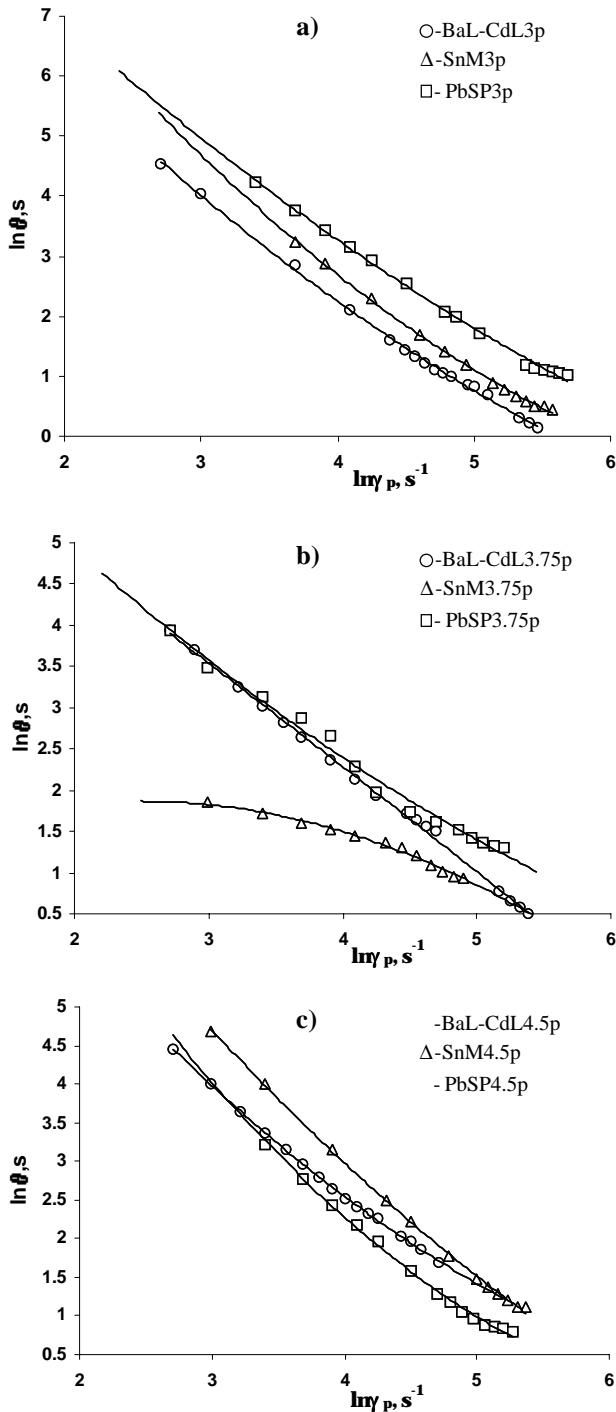 a)
○-BaL-CdL3p
Δ-SnM3p
□- PbSP3p
7
6
5
4
3
2
1
0
lnθ,s
2 3 4 5 6
lnγp, s-1
b)
○-BaL-CdL3.75p
Δ-SnM3.75p
□- PbSP3.75p
5
4.5
4
3.5
3
2.5
2
1.5
1
0.5
lnθ,s
2 3 4 5 6
lnγp, s-1
c)
-BaL-CdL4.5p
Δ-SnM4.5p
- PbSP4.5p
5
4.5
4
3.5
3
2.5
2
1.5
1
0.5
lnθ,s
2 3 4 5 6
lnγp, s-1